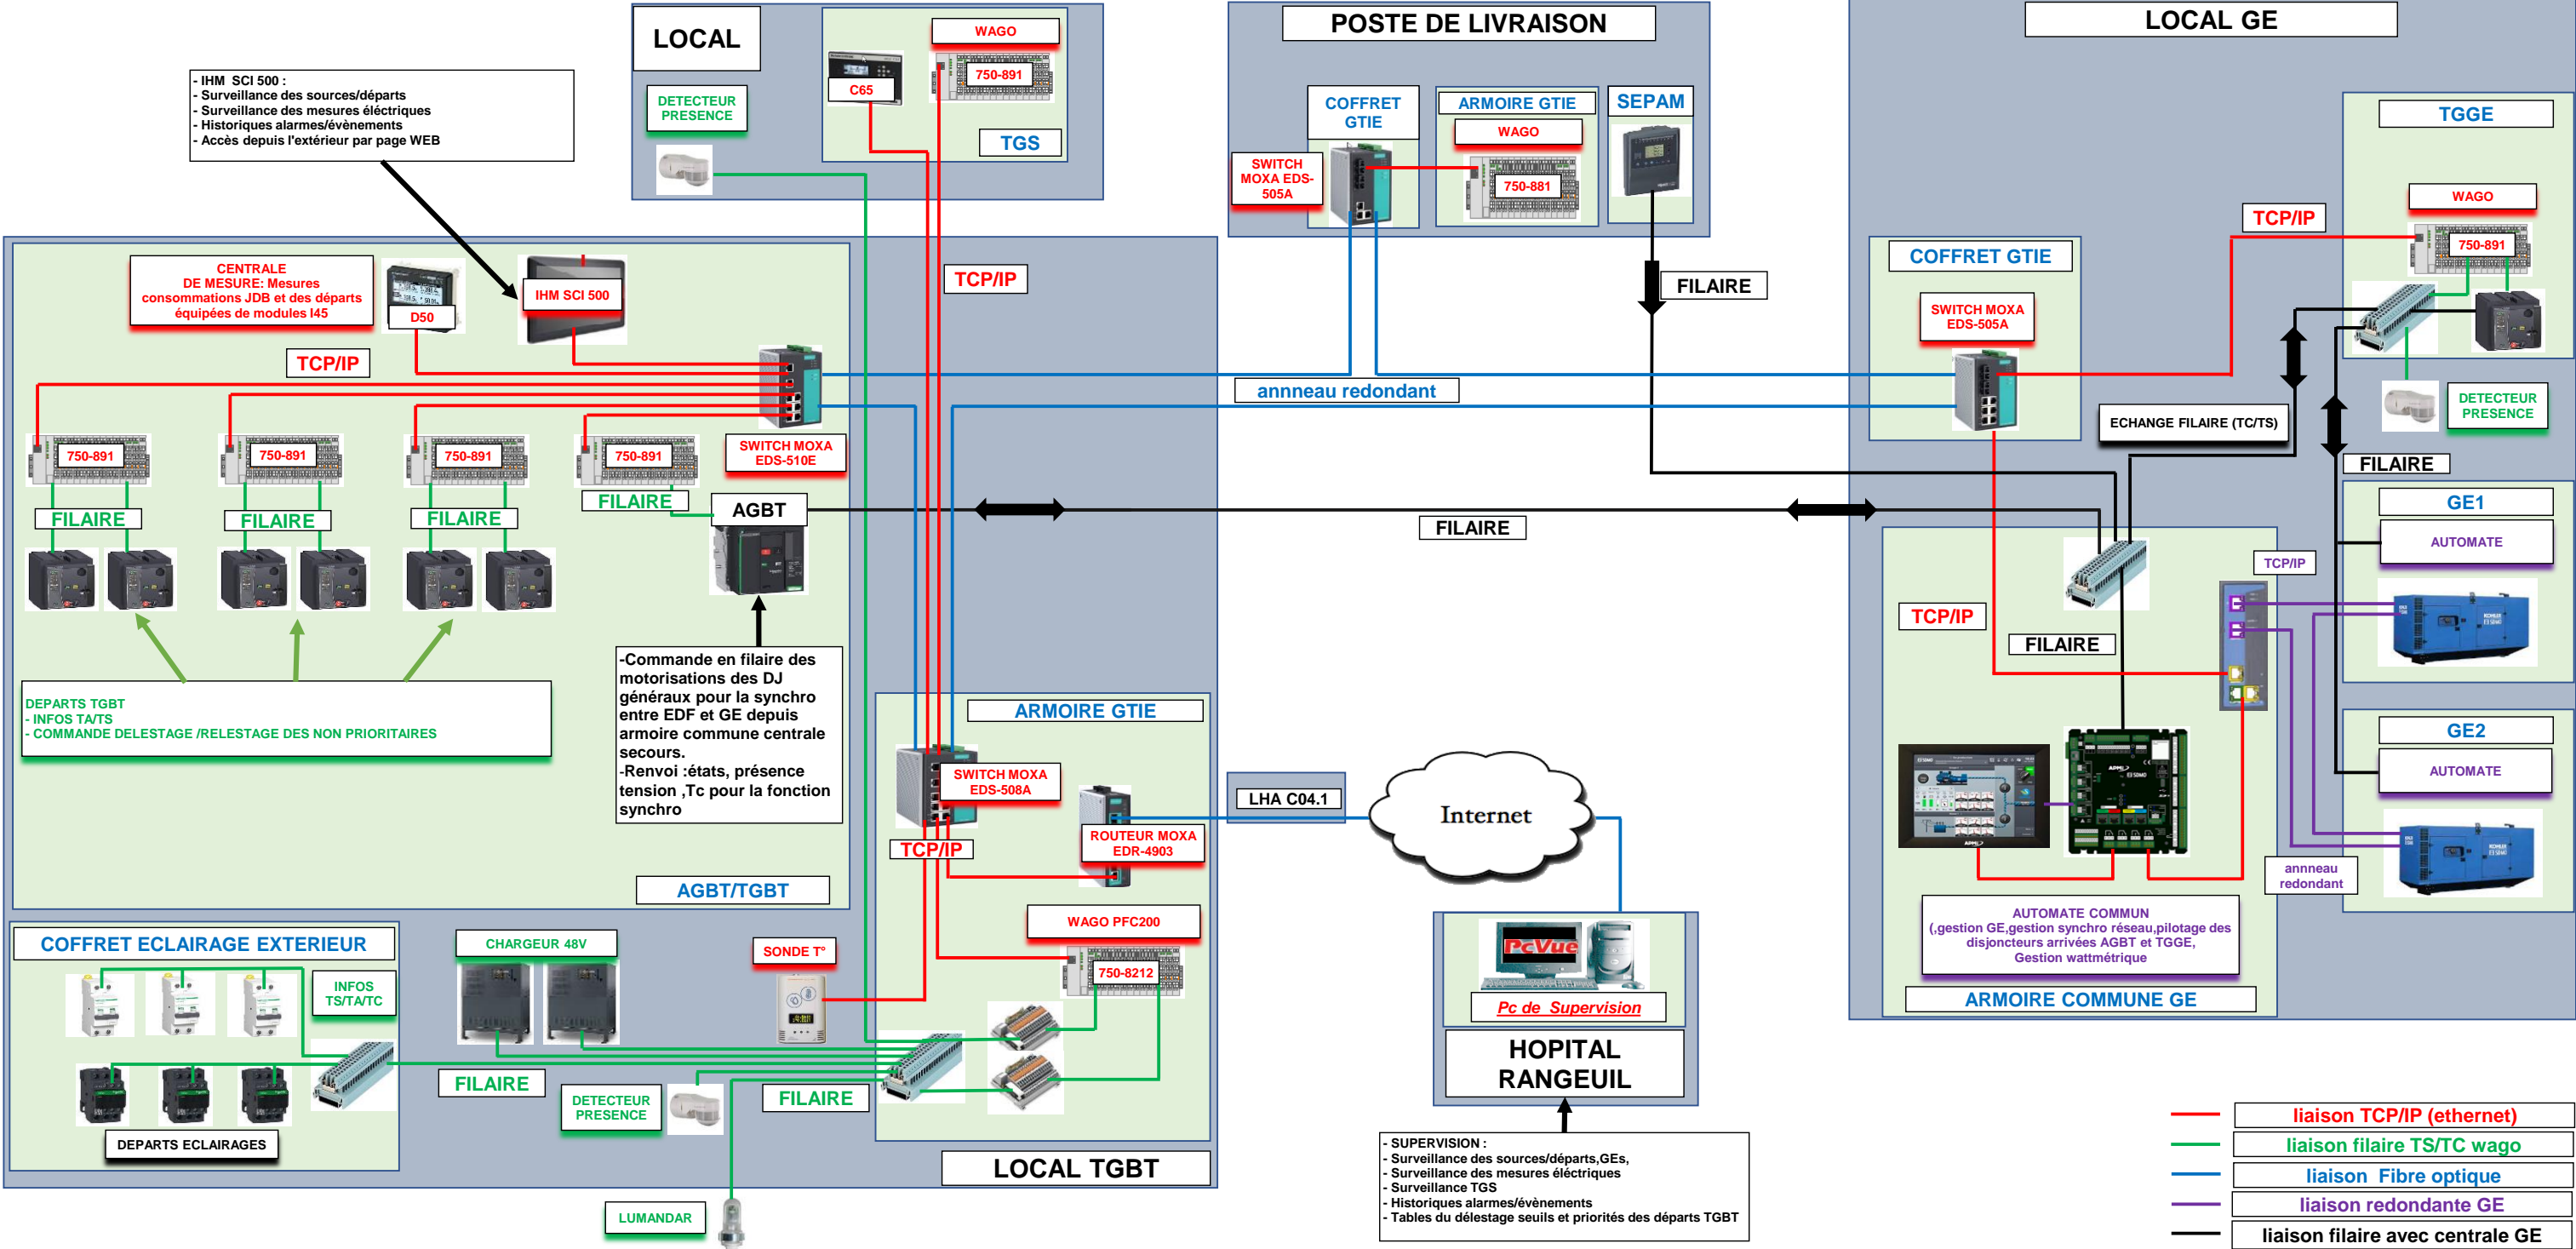 LOCAL
WAGO
750-891
C65
TGS
DETECTEUR
PRESENCE
- IHM  SCI 500 :
- Surveillance des sources/départs
- Surveillance des mesures éléctriques
- Historiques alarmes/évènements
- Accès depuis l'extérieur par page WEB
POSTE DE LIVRAISON
COFFRET
GTIE
SWITCH
MOXA EDS-
505A
ARMOIRE GTIE
WAGO
750-881
SEPAM
FILAIRE
LOCAL GE
TGGE
WAGO
750-891
TCP/IP
DETECTEUR
PRESENCE
COFFRET GTIE
SWITCH MOXA
EDS-505A
ECHANGE FILAIRE (TC/TS)
FILAIRE
GE1
AUTOMATE
KOHLER
SDMO
GE2
AUTOMATE
KOHLER
SDMO
TCP/IP
annneau
redondant
TCP/IP
FILAIRE
APM
SDMO
AUTOMATE COMMUN
(,gestion GE,gestion synchro réseau,pilotage des
disjoncteurs arrivées AGBT et TGGE,
Gestion wattmétrique
ARMOIRE COMMUNE GE
CENTRALE
DE MESURE: Mesures
consommations JDB et des départs
équipées de modules I45
D50
IHM SCI 500
TCP/IP
TCP/IP
annneau redondant
SWITCH MOXA
EDS-510E
750-891
750-891
750-891
750-891
FILAIRE
FILAIRE
FILAIRE
FILAIRE
AGBT
FILAIRE
DEPARTS TGBT
- INFOS TA/TS
- COMMANDE DELESTAGE /RELESTAGE DES NON PRIORITAIRES
-Commande en filaire des
motorisations des DJ
généraux pour la synchro
entre EDF et GE depuis
armoire commune centrale
secours.
-Renvoi :états, présence
tension ,Tc pour la fonction
synchro
AGBT/TGBT
ARMOIRE GTIE
SWITCH MOXA
EDS-508A
TCP/IP
ROUTEUR MOXA
EDR-4903
WAGO PFC200
750-8212
LHA C04.1
Internet
COFFRET ECLAIRAGE EXTERIEUR
INFOS
TS/TA/TC
DEPARTS ECLAIRAGES
CHARGEUR 48V
SONDE T°
FILAIRE
DETECTEUR
PRESENCE
FILAIRE
LOCAL TGBT
LUMANDAR
PcVue
Pc de  Supervision
HOPITAL
RANGEUIL
- SUPERVISION :
- Surveillance des sources/départs,GEs,
- Surveillance des mesures éléctriques
- Surveillance TGS
- Historiques alarmes/évènements
- Tables du délestage seuils et priorités des départs TGBT
liaison TCP/IP (ethernet)
liaison filaire TS/TC wago
liaison  Fibre optique
liaison redondante GE
liaison filaire avec centrale GE